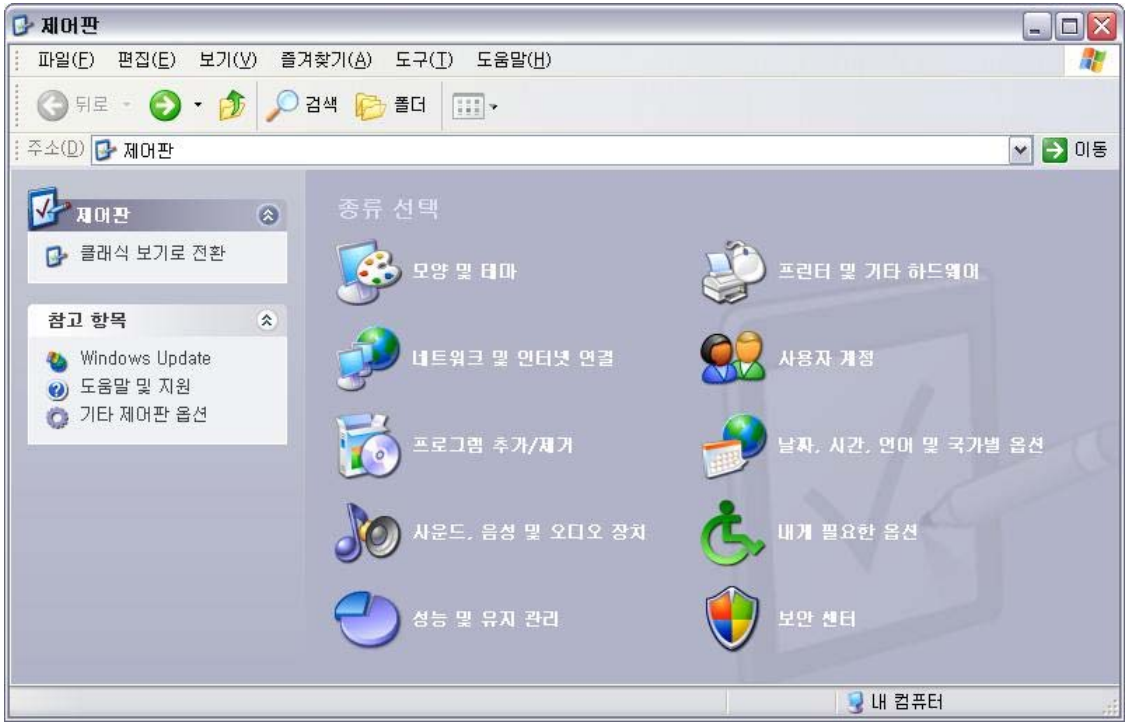 제어판
파일(F) 편집(E) 보기(V) 즐겨찾기(A) 도구(T) 도움말(H)
뒤로 검색 폴더
주소(D) 제어판 이동
제어판
클래식 보기로 전환
참고 항목
Windows Update
도움말 및 지원
기타 제어판 옵션
종류 선택
모양 및 테마
프린터 및 기타 하드웨어
네트워크 및 인터넷 연결
사용자 계정
프로그램 추가/제거
날짜, 시간, 언어 및 국가별 옵션
사운드, 음성 및 오디오 장치
내게 필요한 옵션
성능 및 유지 관리
보안 센터
내 컴퓨터